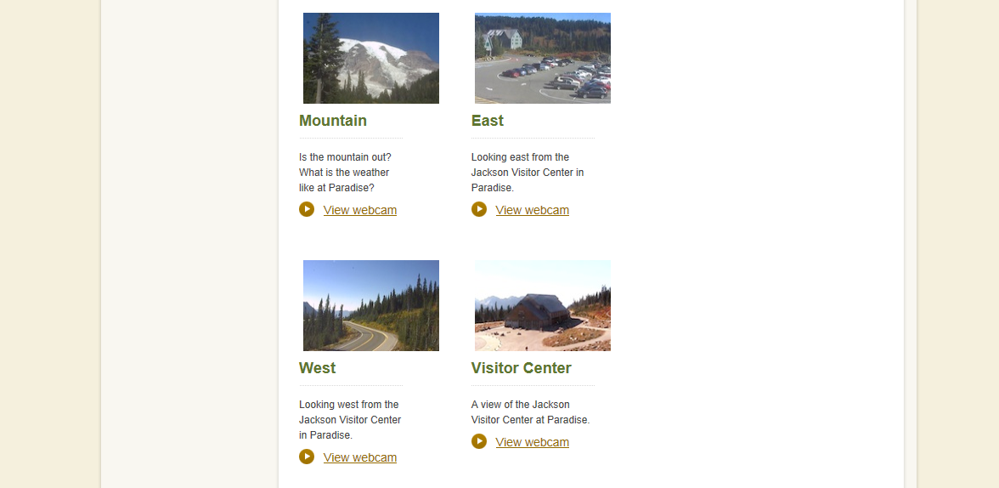 Mountain
Is the mountain out?
What is the weather
like at Paradise?
View webcam
East
Looking east from the
Jackson Visitor Center in
Paradise.
View webcam
West
Looking west from the
Jackson Visitor Center
in Paradise.
View webcam
Visitor Center
A view of the Jackson
Visitor Center at Paradise.
View webcam